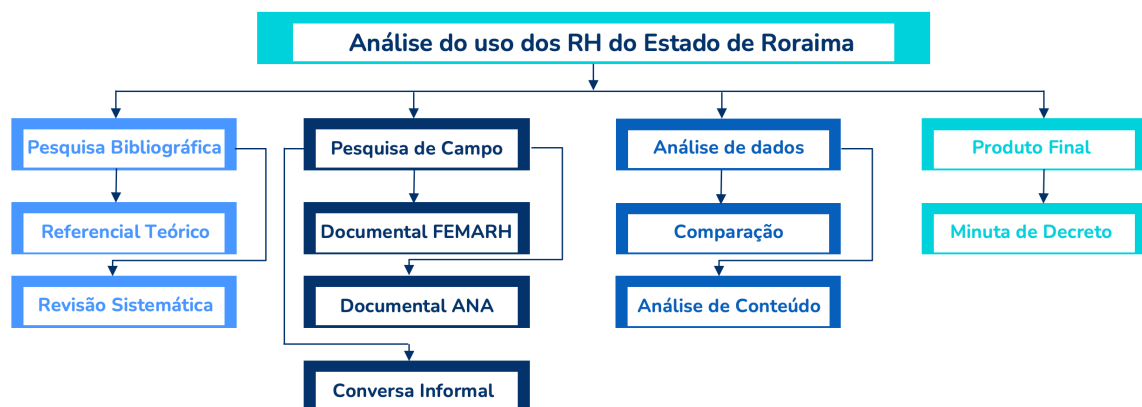 Análise do uso dos RH do Estado de Roraima
Pesquisa Bibliográfica
Pesquisa de Campo
Análise de dados
Produto Final
Referencial Teórico
Documental FEMARH
Comparação
Minuta de Decreto
Revisão Sistemática
Documental ANA
Análise de Conteúdo
Conversa Informal